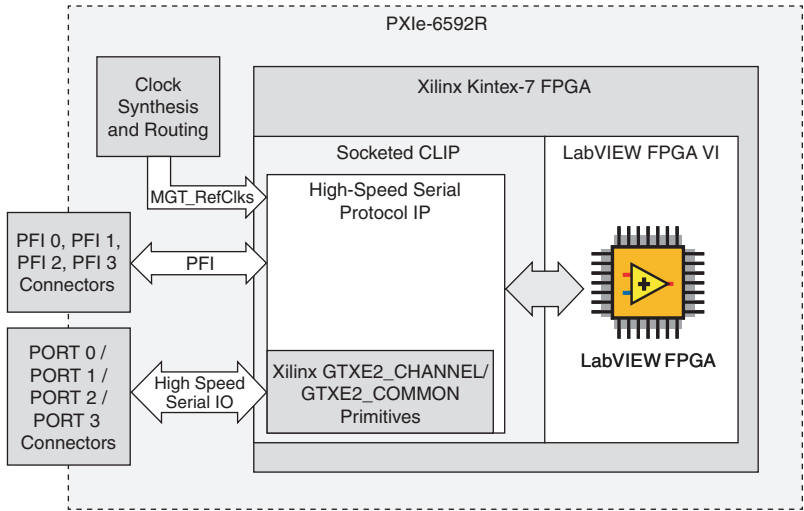 PXIe-6592R
Clock
Synthesis
and Routing
Xilinx Kintex-7 FPGA
Socketed CLIP
LabVIEW FPGA VI
MGT_RefClks
High-Speed Serial
Protocol IP
PFI 0, PFI 1,
PFI 2, PFI 3
Connectors
PFI
LabVIEW FPGA
PORT 0 /
PORT 1 /
PORT 2 /
PORT 3
Connectors
High Speed
Serial IO
Xilinx GTXE2_CHANNEL/
GTXE2_COMMON
Primitives